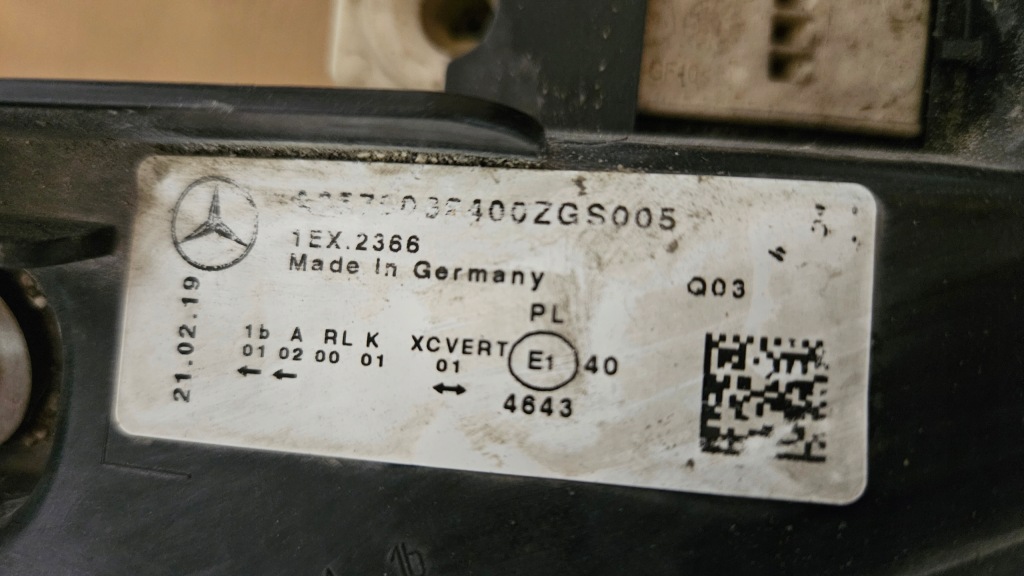 1EX.2366
Made in Germany
Q03
21.02.19
PL
1b A RL K XCVERT E1 40
01 02 00 01 01
4643
1b